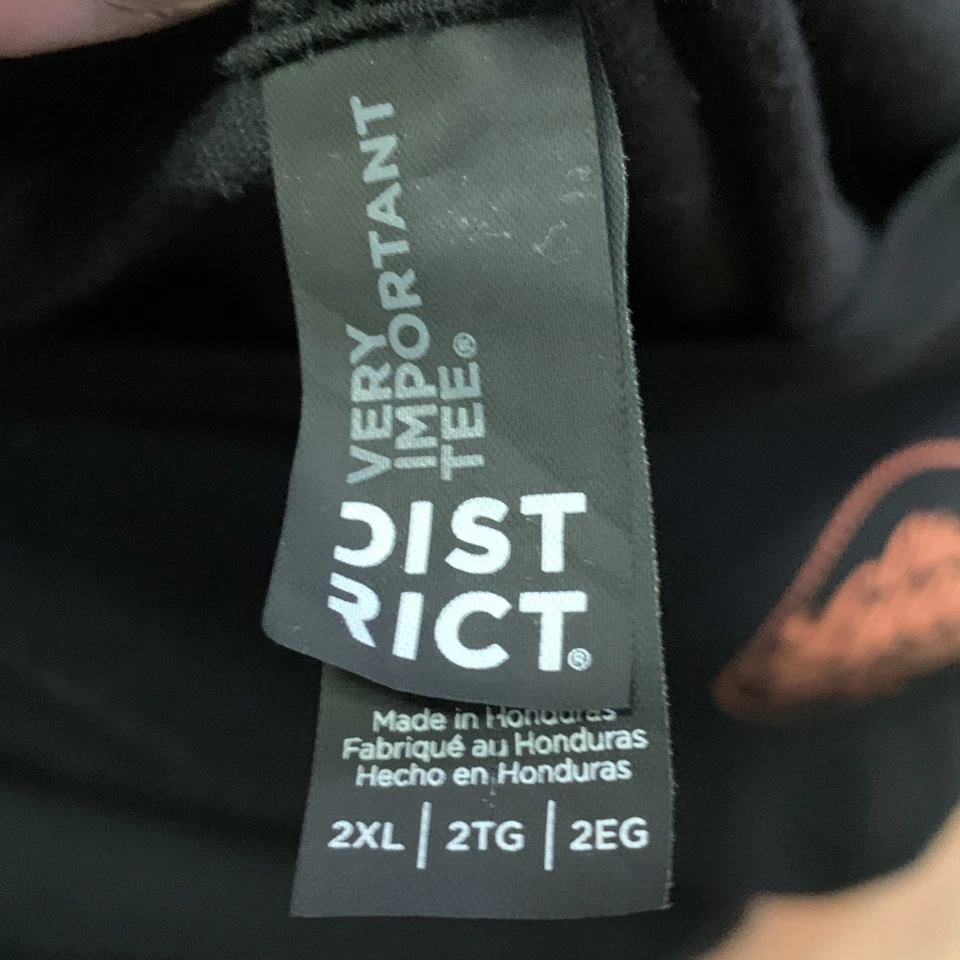 VERY
IMPORTANT
TEE®
DIST
RICT®
Made in Honduras
Fabriqué au Honduras
Hecho en Honduras
2XL | 2TG | 2EG